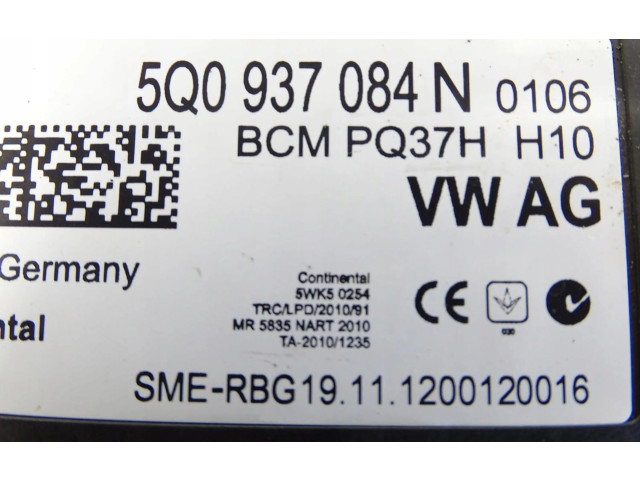 5Q0 937 084 N 0106
BCM PQ37H H10
VW AG
Germany
Continental
5WK5 0254
TRC/LPD/2010/91
MR 5835 NART 2010
TA-2010/1235
ntal
SME-RBG19.11.1200120016